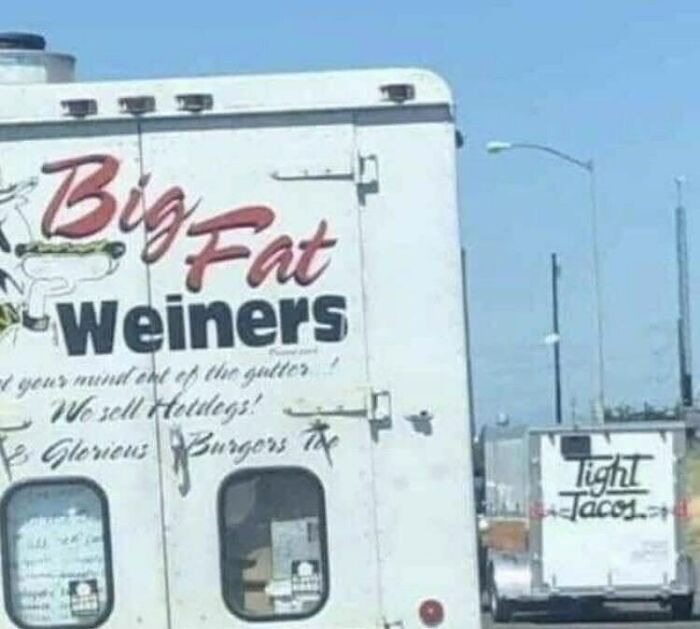 Big
Fat
Weiners
t your mind out of the gutter...!
We sell Hotdogs!
& Glorious Burgers Too
Tight
Tacos